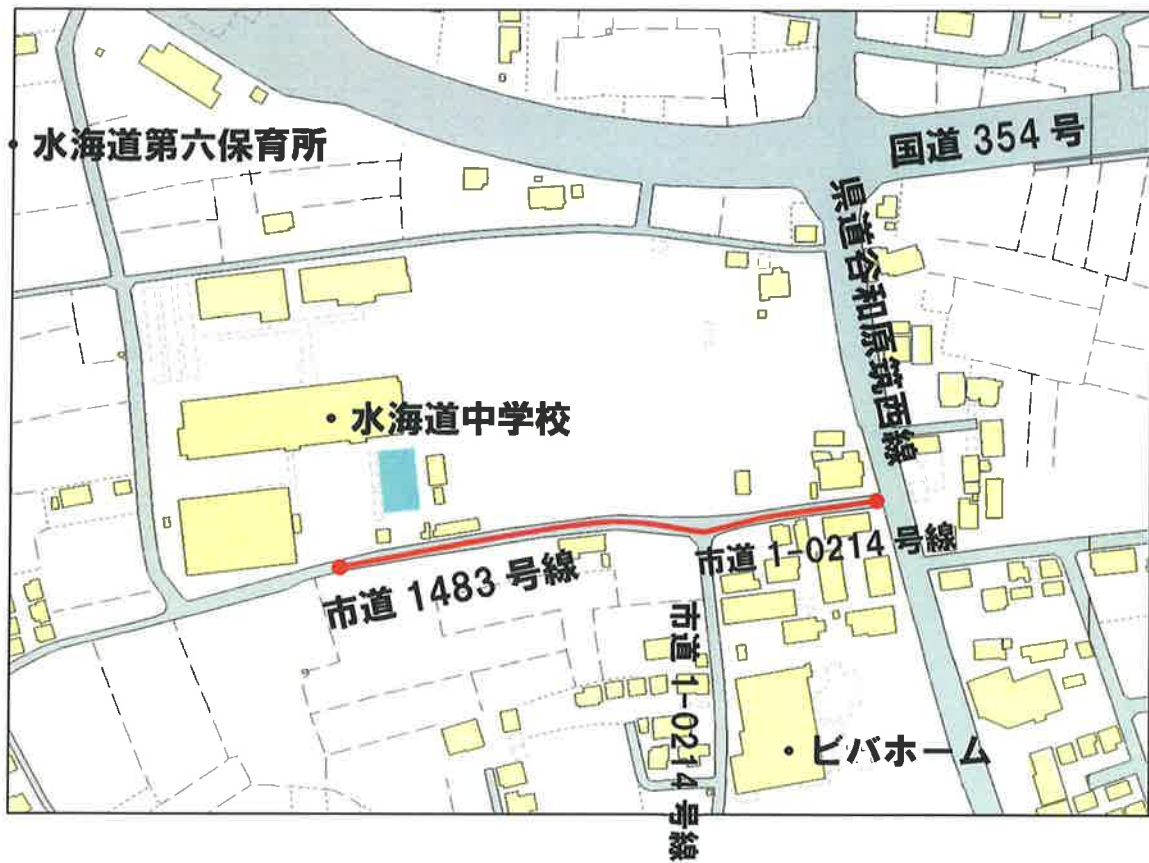 国道 354 号
水海道第六保育所
県道谷和原筑西線
水海道中学校
市道 1-0214 号線
市道 1483 号線
市道 1-0214 号線
ビバホーム